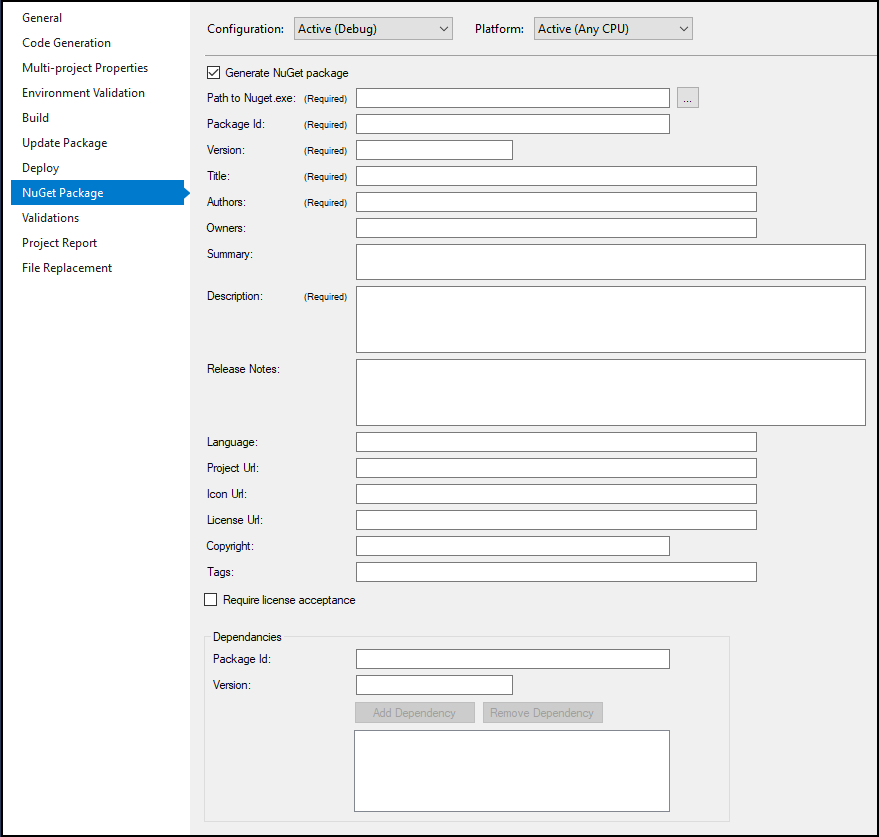 General
Code Generation
Multi-project Properties
Environment Validation
Build
Update Package
Deploy
NuGet Package
Validations
Project Report
File Replacement
Configuration: Active (Debug) Platform: Active (Any CPU)
Generate NuGet package
Path to Nuget.exe: (Required) ...
Package Id: (Required)
Version: (Required)
Title: (Required)
Authors: (Required)
Owners:
Summary:
Description: (Required)
Release Notes:
Language:
Project Url:
Icon Url:
License Url:
Copyright:
Tags:
Require license acceptance
Dependancies
Package Id:
Version:
Add Dependency Remove Dependency